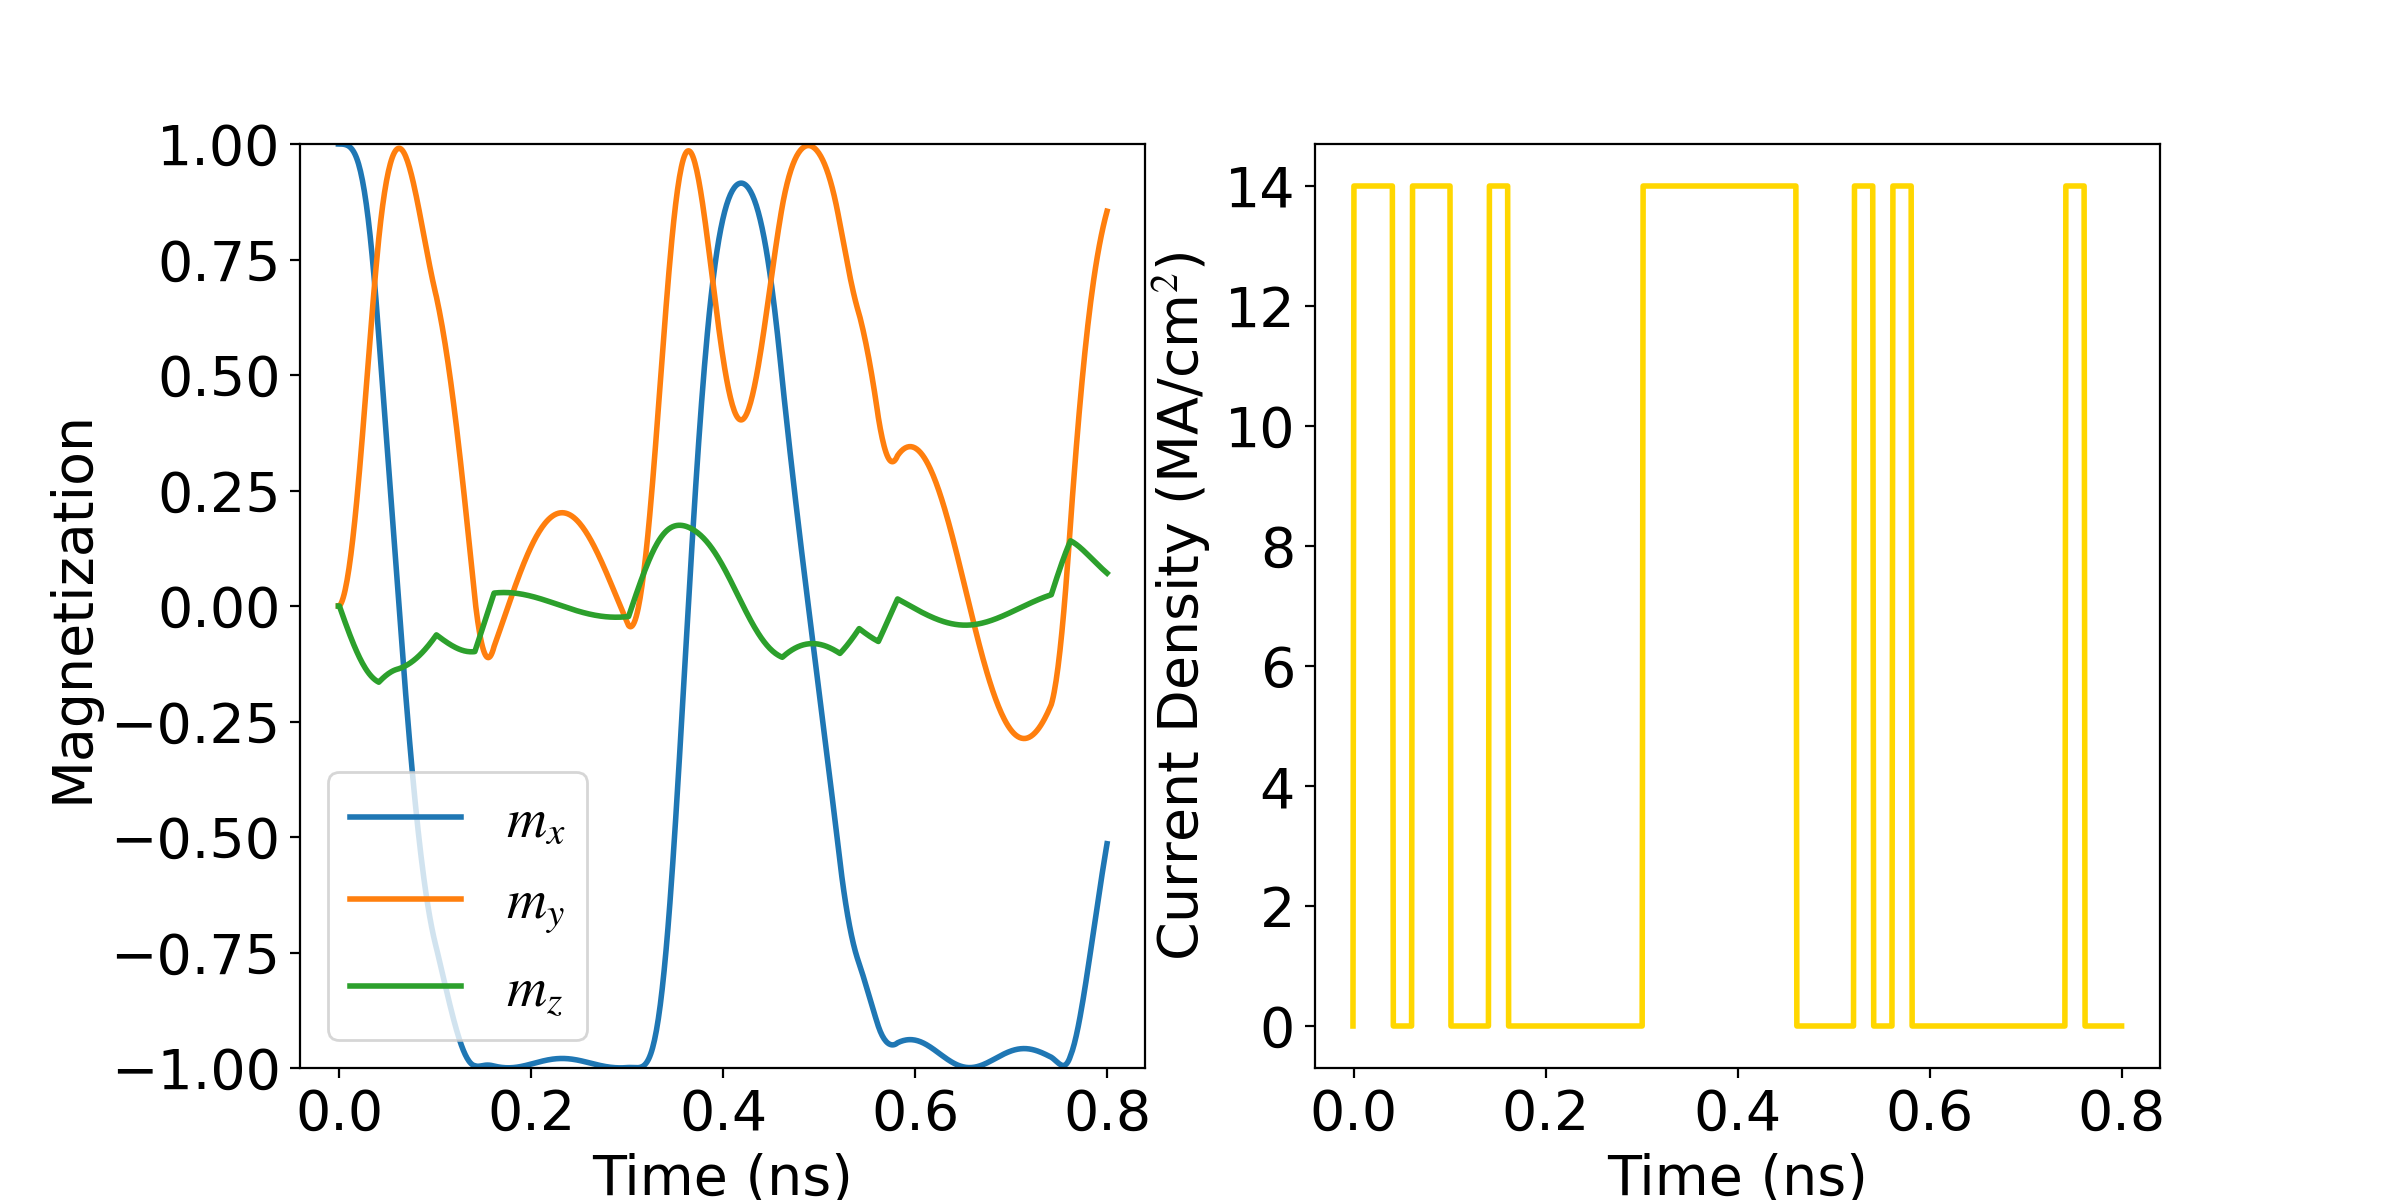 Magnetization
1.00
0.75
0.50
0.25
0.00
−0.25
−0.50
−0.75
−1.00
m_x
m_y
m_z
0.0 0.2 0.4 0.6 0.8
Time (ns)
Current Density (MA/cm²)
14
12
10
8
6
4
2
0
0.0 0.2 0.4 0.6 0.8
Time (ns)